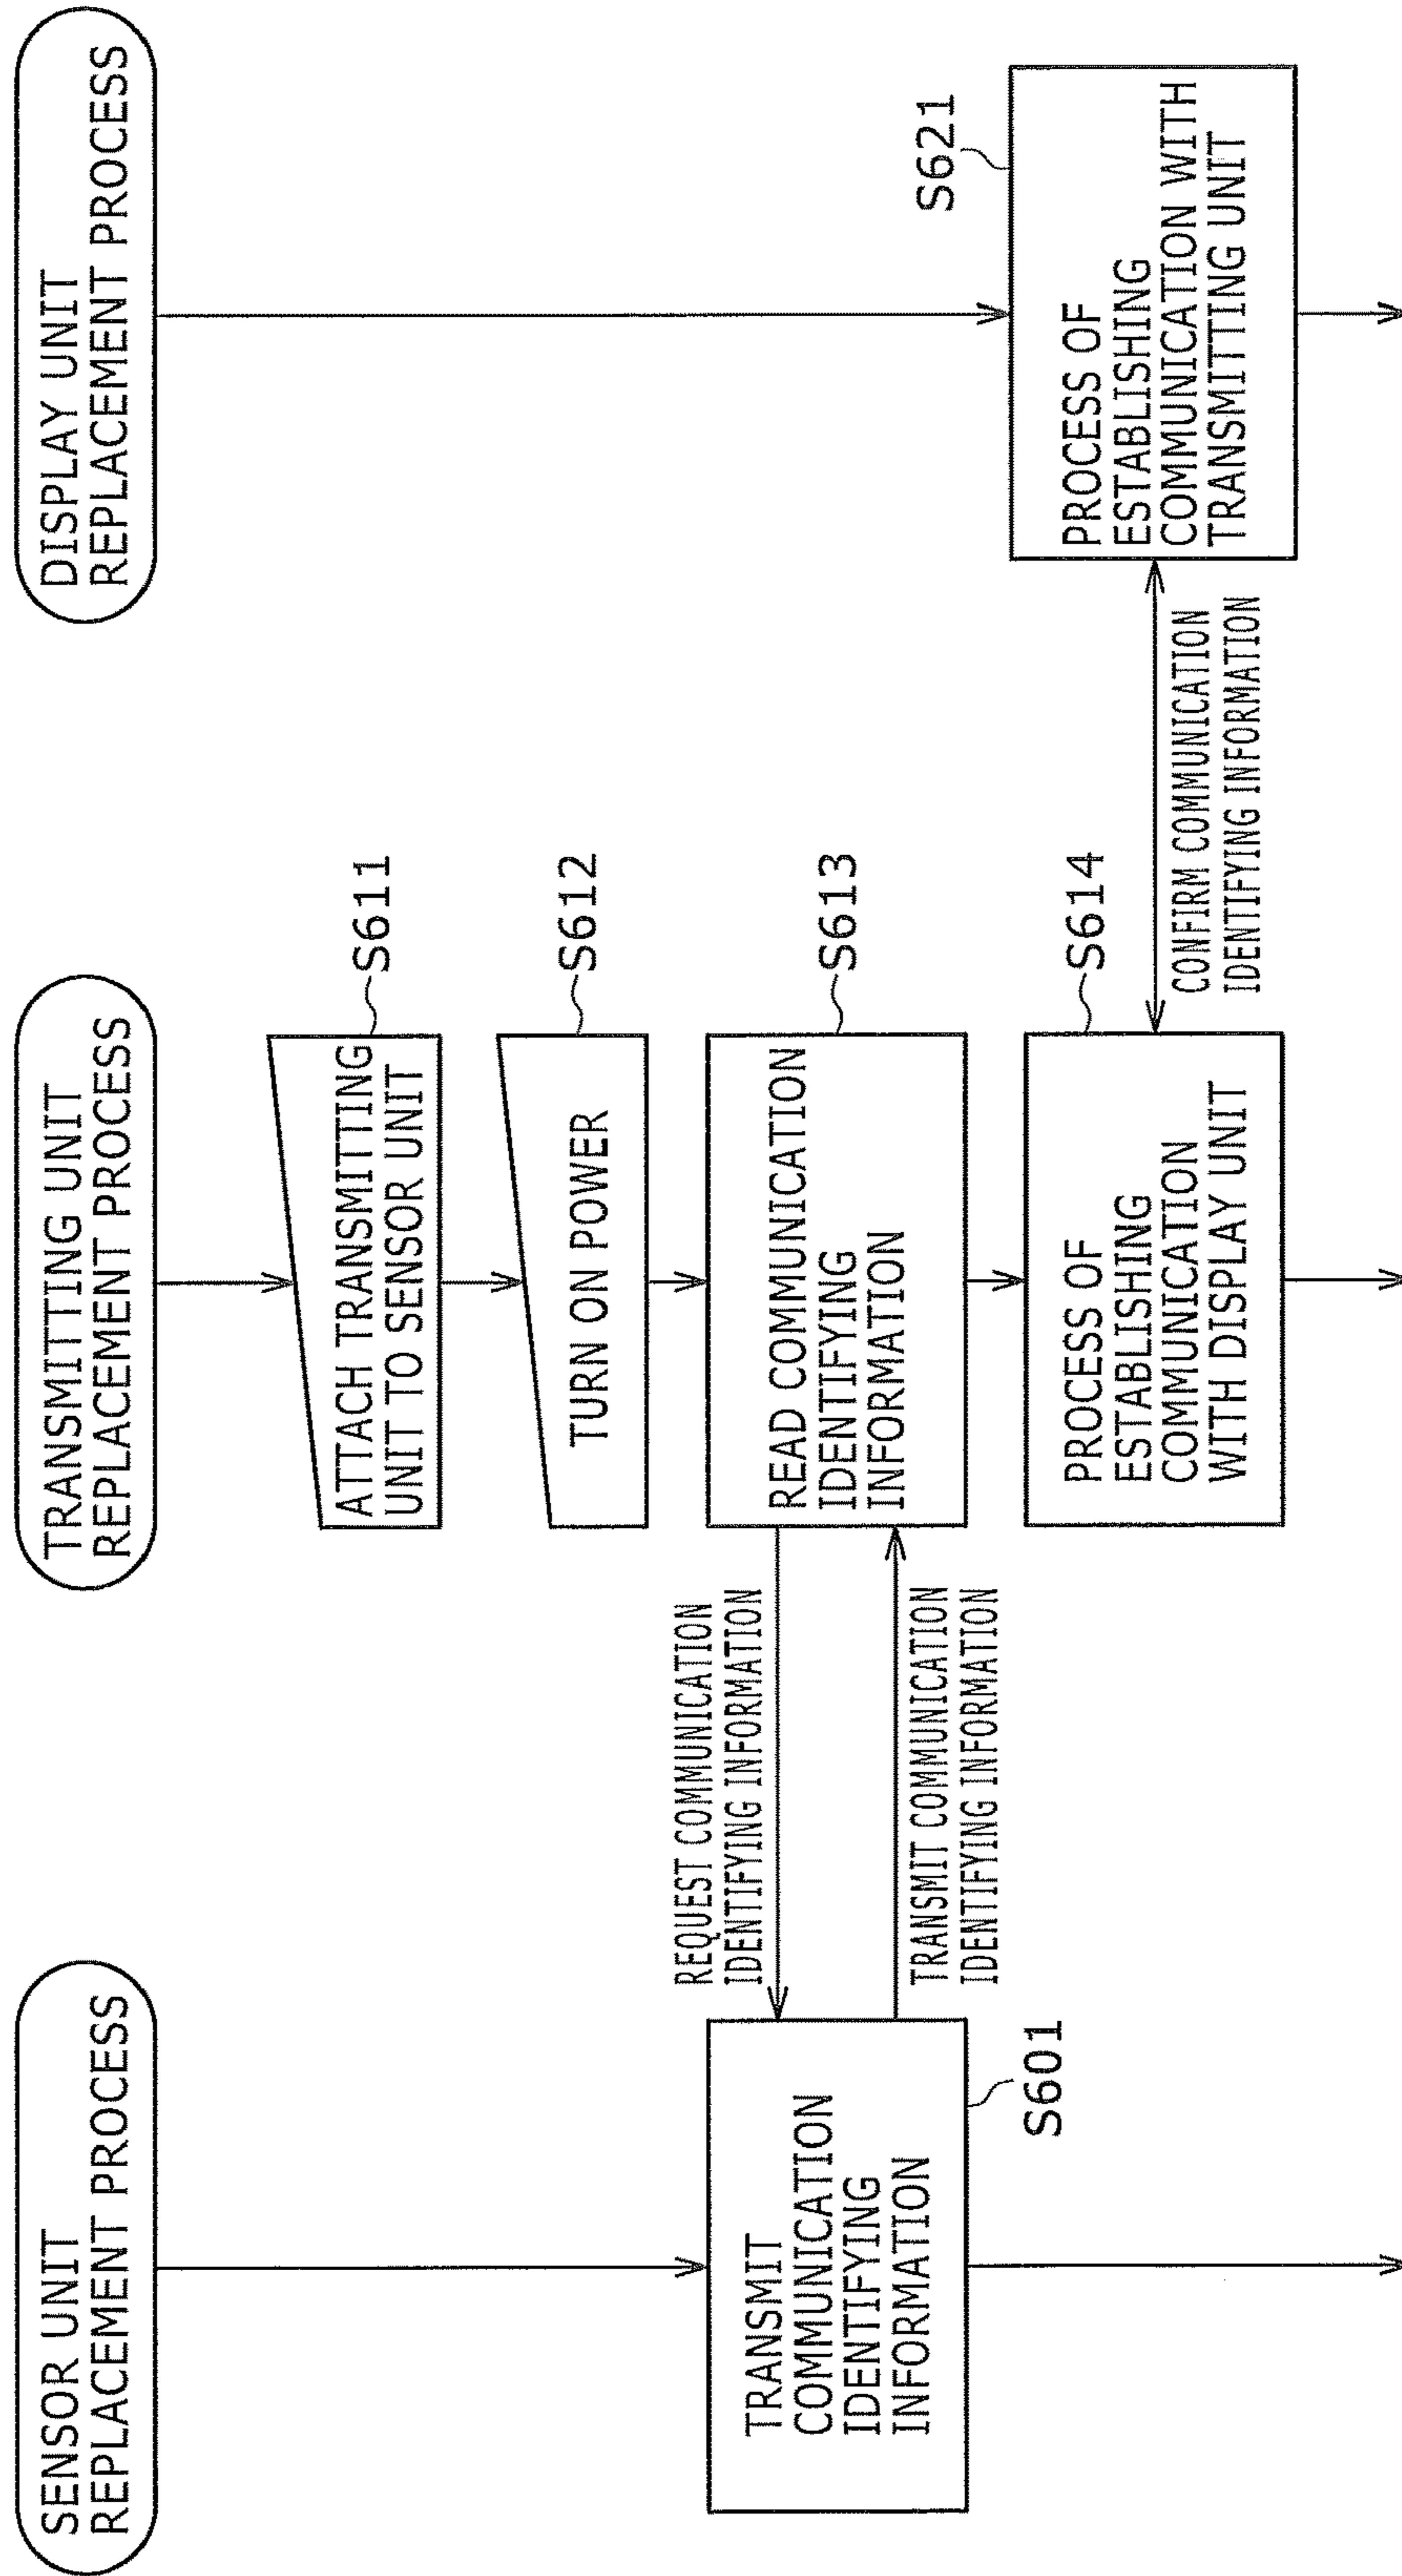 SENSOR UNIT
REPLACEMENT PROCESS
TRANSMITTING UNIT
REPLACEMENT PROCESS
DISPLAY UNIT
REPLACEMENT PROCESS
ATTACH TRANSMITTING
UNIT TO SENSOR UNIT
S611
TURN ON POWER
S612
TRANSMIT
COMMUNICATION
IDENTIFYING
INFORMATION
S601
REQUEST COMMUNICATION
IDENTIFYING INFORMATION
TRANSMIT COMMUNICATION
IDENTIFYING INFORMATION
READ COMMUNICATION
IDENTIFYING
INFORMATION
S613
PROCESS OF
ESTABLISHING
COMMUNICATION
WITH DISPLAY UNIT
S614
CONFIRM COMMUNICATION
IDENTIFYING INFORMATION
PROCESS OF
ESTABLISHING
COMMUNICATION WITH
TRANSMITTING UNIT
S621